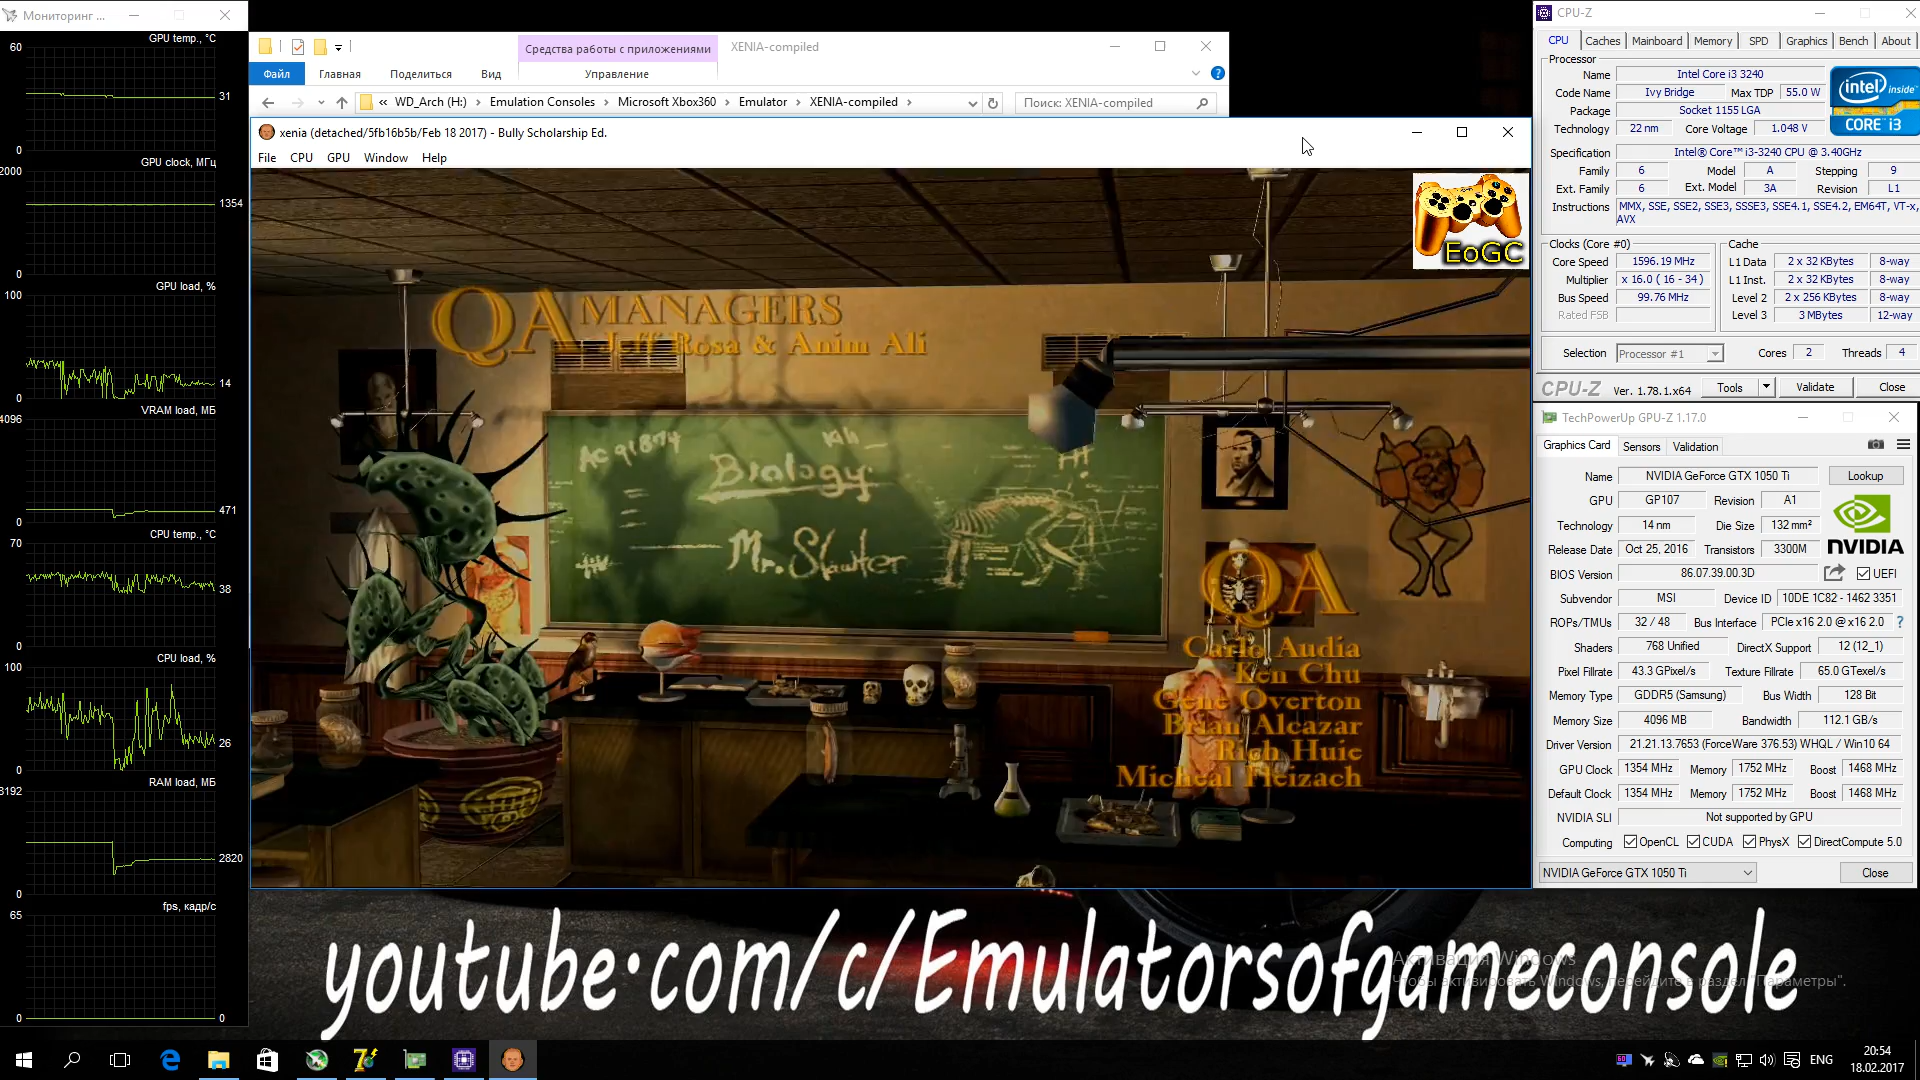 Мониторинг ...
GPU temp., °C
60
31
0
GPU clock, МГц
2000
1354
0
GPU load, %
100
14
0
VRAM load, МБ
4096
471
0
CPU temp., °C
70
38
0
CPU load, %
100
26
0
RAM load, МБ
8192
2820
0
fps, кадр/с
65
0
0
Средства работы с приложениями
XENIA-compiled
Файл
Главная
Поделиться
Вид
Управление
« WD_Arch (H:) › Emulation Consoles › Microsoft Xbox360 › Emulator › XENIA-compiled ›
Поиск: XENIA-compiled
xenia (detached/5fb16b5b/Feb 18 2017) - Bully Scholarship Ed.
File CPU GPU Window Help
EoGC
QA MANAGERS
Jeff Rosa & Anim Ali
Biology
Mr. Slawter
QA
Carlo Audia
Ken Chu
Gene Overton
Brian Alcazar
Rich Huie
Micheal Fleizach
CPU-Z
CPU Caches Mainboard Memory SPD Graphics Bench About
Processor
Name Intel Core i3 3240
Code Name Ivy Bridge Max TDP 55.0 W
Package Socket 1155 LGA
Technology 22 nm Core Voltage 1.048 V
intel inside
CORE i3
Specification Intel® Core™ i3-3240 CPU @ 3.40GHz
Family 6 Model A Stepping 9
Ext. Family 6 Ext. Model 3A Revision L1
Instructions MMX, SSE, SSE2, SSE3, SSSE3, SSE4.1, SSE4.2, EM64T, VT-x,
AVX
Clocks (Core #0)
Core Speed 1596.19 MHz
Multiplier x 16.0 ( 16 - 34 )
Bus Speed 99.76 MHz
Rated FSB
Cache
L1 Data 2 x 32 KBytes 8-way
L1 Inst. 2 x 32 KBytes 8-way
Level 2 2 x 256 KBytes 8-way
Level 3 3 MBytes 12-way
Selection Processor #1 Cores 2 Threads 4
CPU-Z Ver. 1.78.1.x64 Tools Validate Close
TechPowerUp GPU-Z 1.17.0
Graphics Card Sensors Validation
Name NVIDIA GeForce GTX 1050 Ti Lookup
GPU GP107 Revision A1
Technology 14 nm Die Size 132 mm²
Release Date Oct 25, 2016 Transistors 3300M
NVIDIA
BIOS Version 86.07.39.00.3D UEFI
Subvendor MSI Device ID 10DE 1C82 - 1462 3351
ROPs/TMUs 32 / 48 Bus Interface PCIe x16 2.0 @ x16 2.0 ?
Shaders 768 Unified DirectX Support 12 (12_1)
Pixel Fillrate 43.3 GPixel/s Texture Fillrate 65.0 GTexel/s
Memory Type GDDR5 (Samsung) Bus Width 128 Bit
Memory Size 4096 MB Bandwidth 112.1 GB/s
Driver Version 21.21.13.7653 (ForceWare 376.53) WHQL / Win10 64
GPU Clock 1354 MHz Memory 1752 MHz Boost 1468 MHz
Default Clock 1354 MHz Memory 1752 MHz Boost 1468 MHz
NVIDIA SLI Not supported by GPU
Computing OpenCL CUDA PhysX DirectCompute 5.0
NVIDIA GeForce GTX 1050 Ti Close
youtube.com/c/Emulatorsofgameconsole
Активация Windows
Чтобы активировать Windows, перейдите в раздел "Параметры".
ENG
20:54
18.02.2017